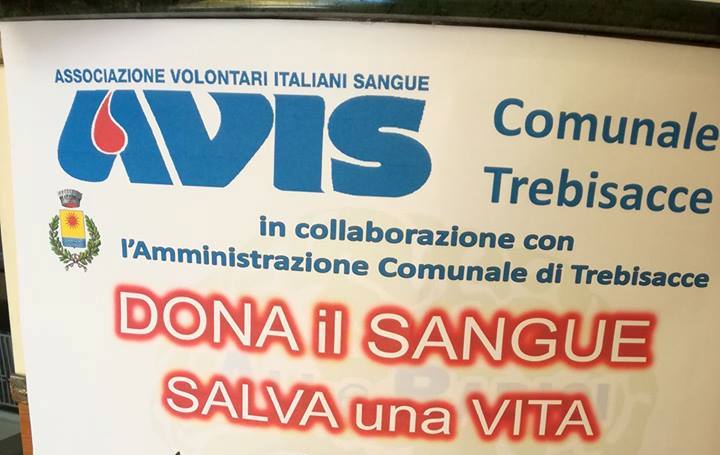 ASSOCIAZIONE VOLONTARI ITALIANI SANGUE
AVIS
Comunale
Trebisacce
in collaborazione con
l'Amministrazione Comunale di Trebisacce
DONA il SANGUE
SALVA una VITA